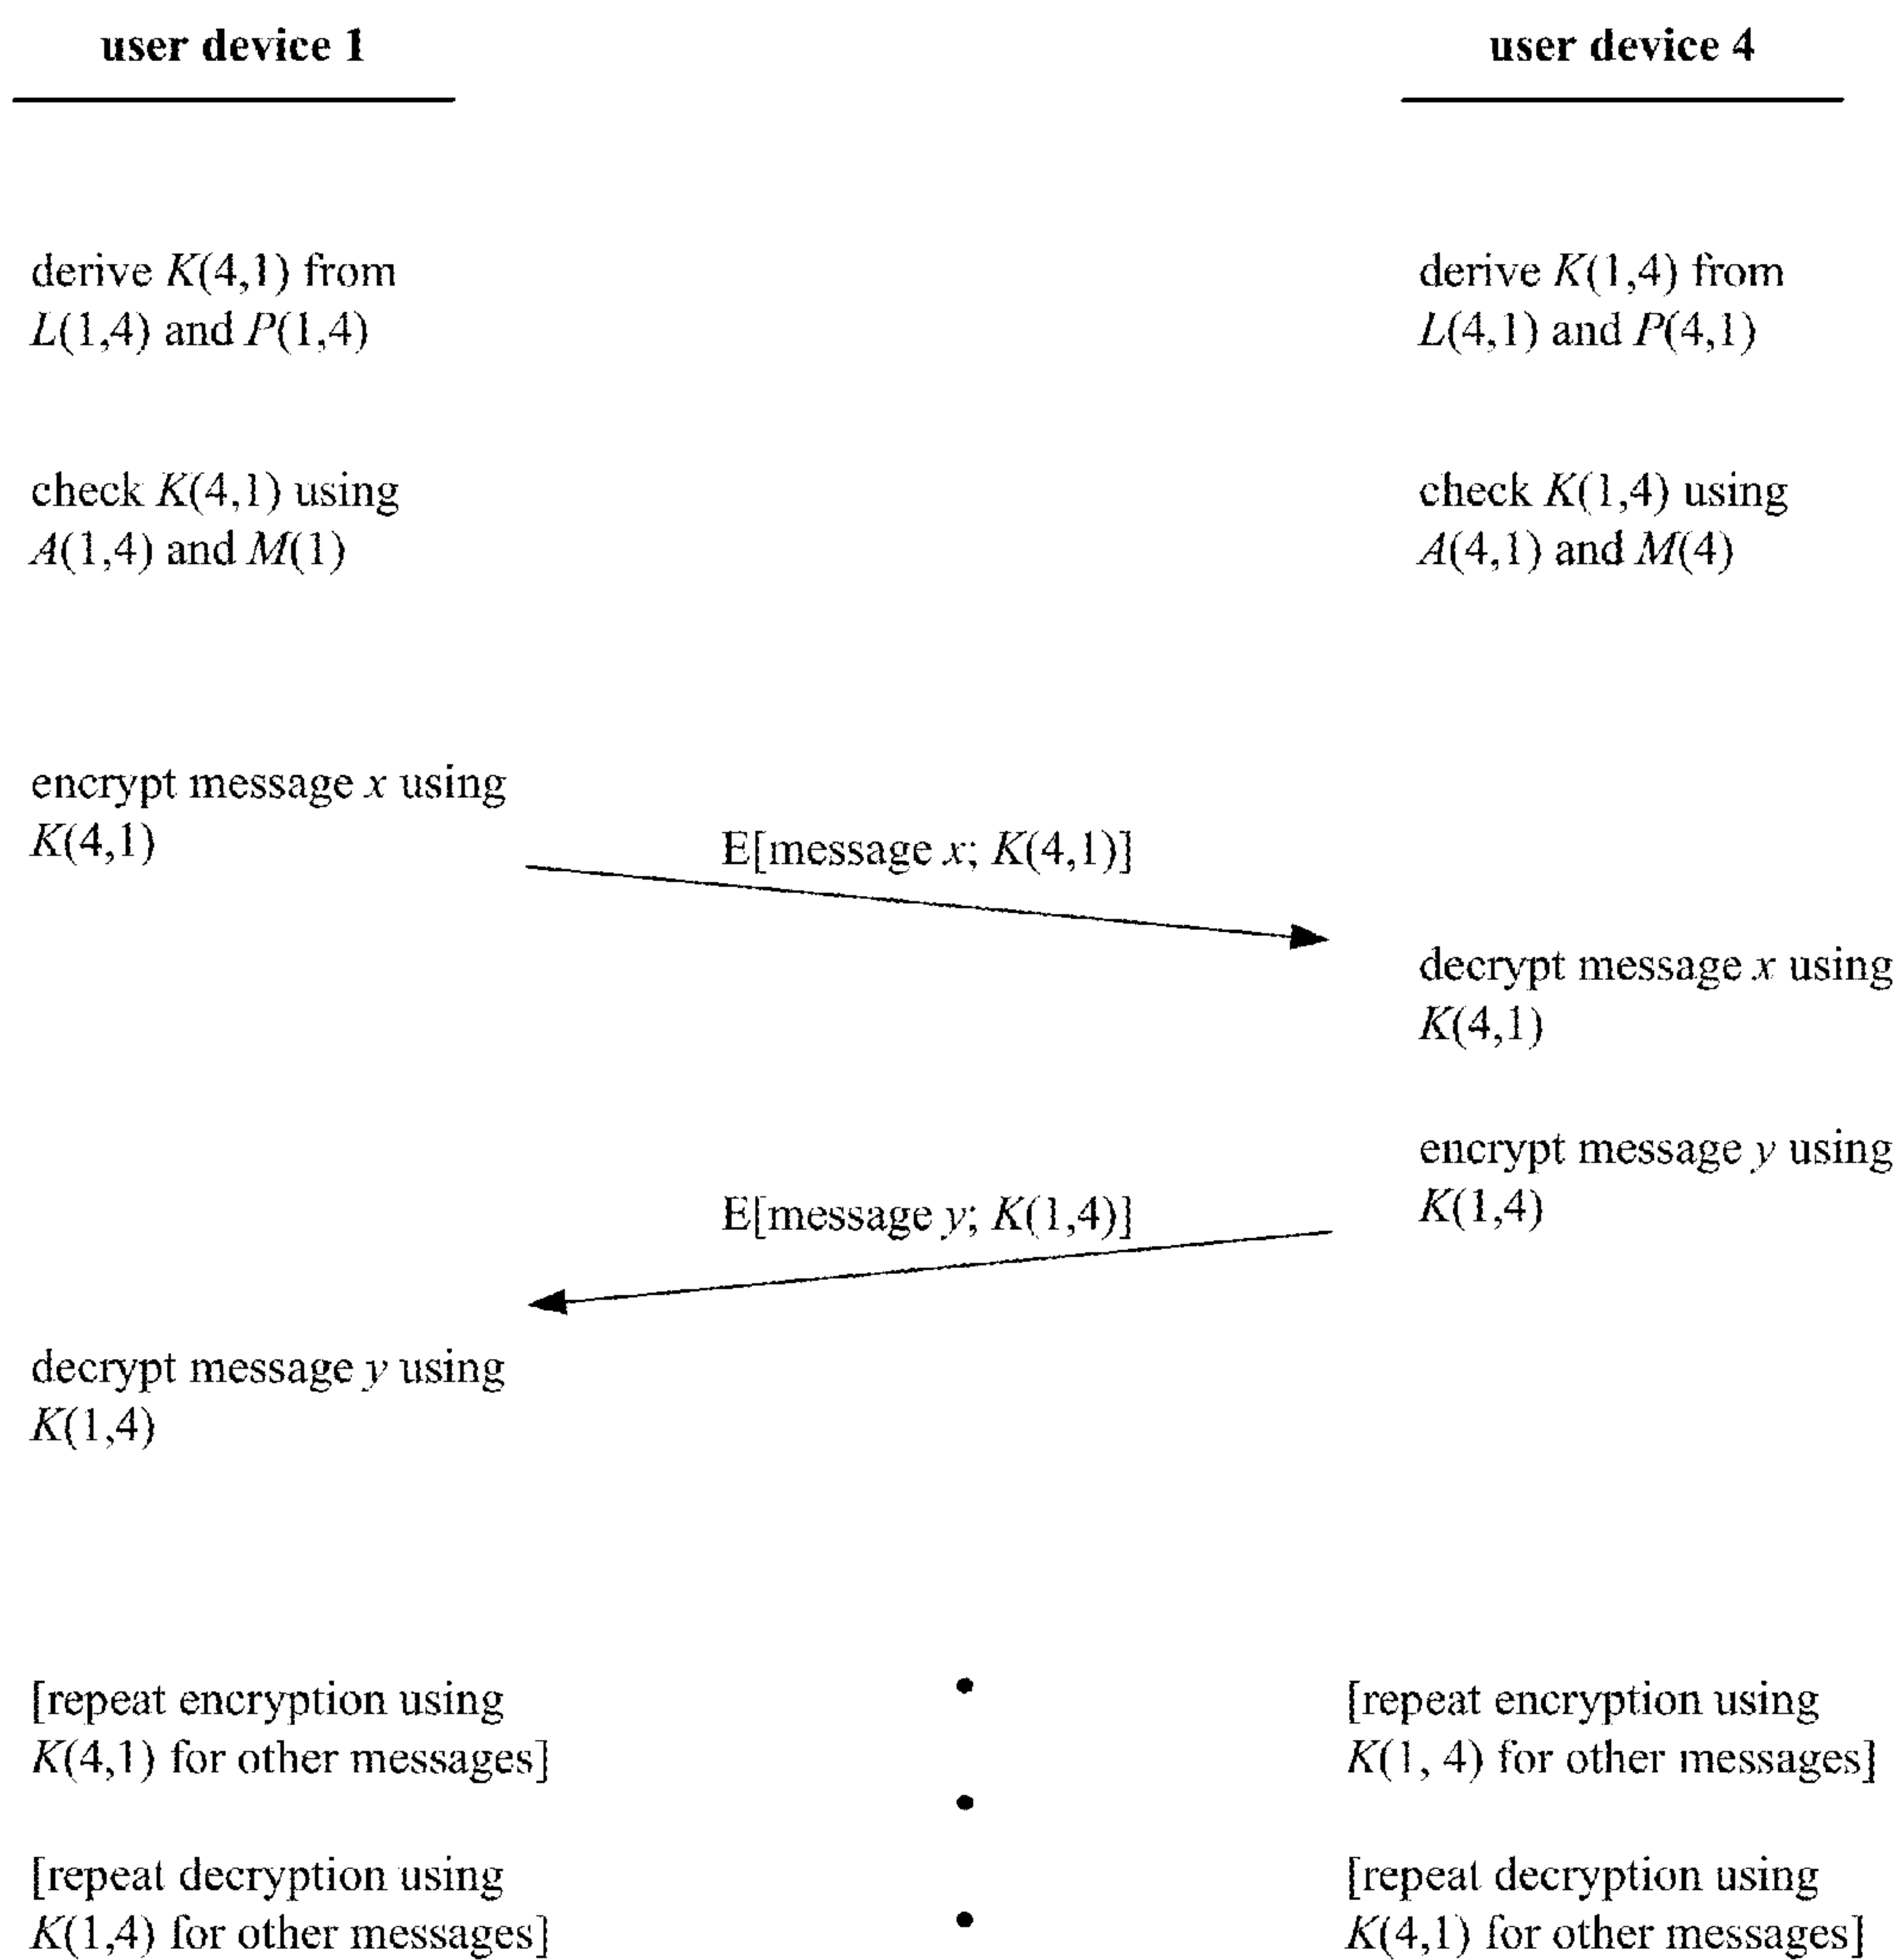 user device 1
user device 4
derive K(4,1) from
L(1,4) and P(1,4)
derive K(1,4) from
L(4,1) and P(4,1)
check K(4,1) using
A(1,4) and M(1)
check K(1,4) using
A(4,1) and M(4)
encrypt message x using
K(4,1)
E[message x; K(4,1)]
decrypt message x using
K(4,1)
encrypt message y using
K(1,4)
E[message y; K(1,4)]
decrypt message y using
K(1,4)
[repeat encryption using
K(4,1) for other messages]
[repeat encryption using
K(1, 4) for other messages]
[repeat decryption using
K(1,4) for other messages]
[repeat decryption using
K(4,1) for other messages]